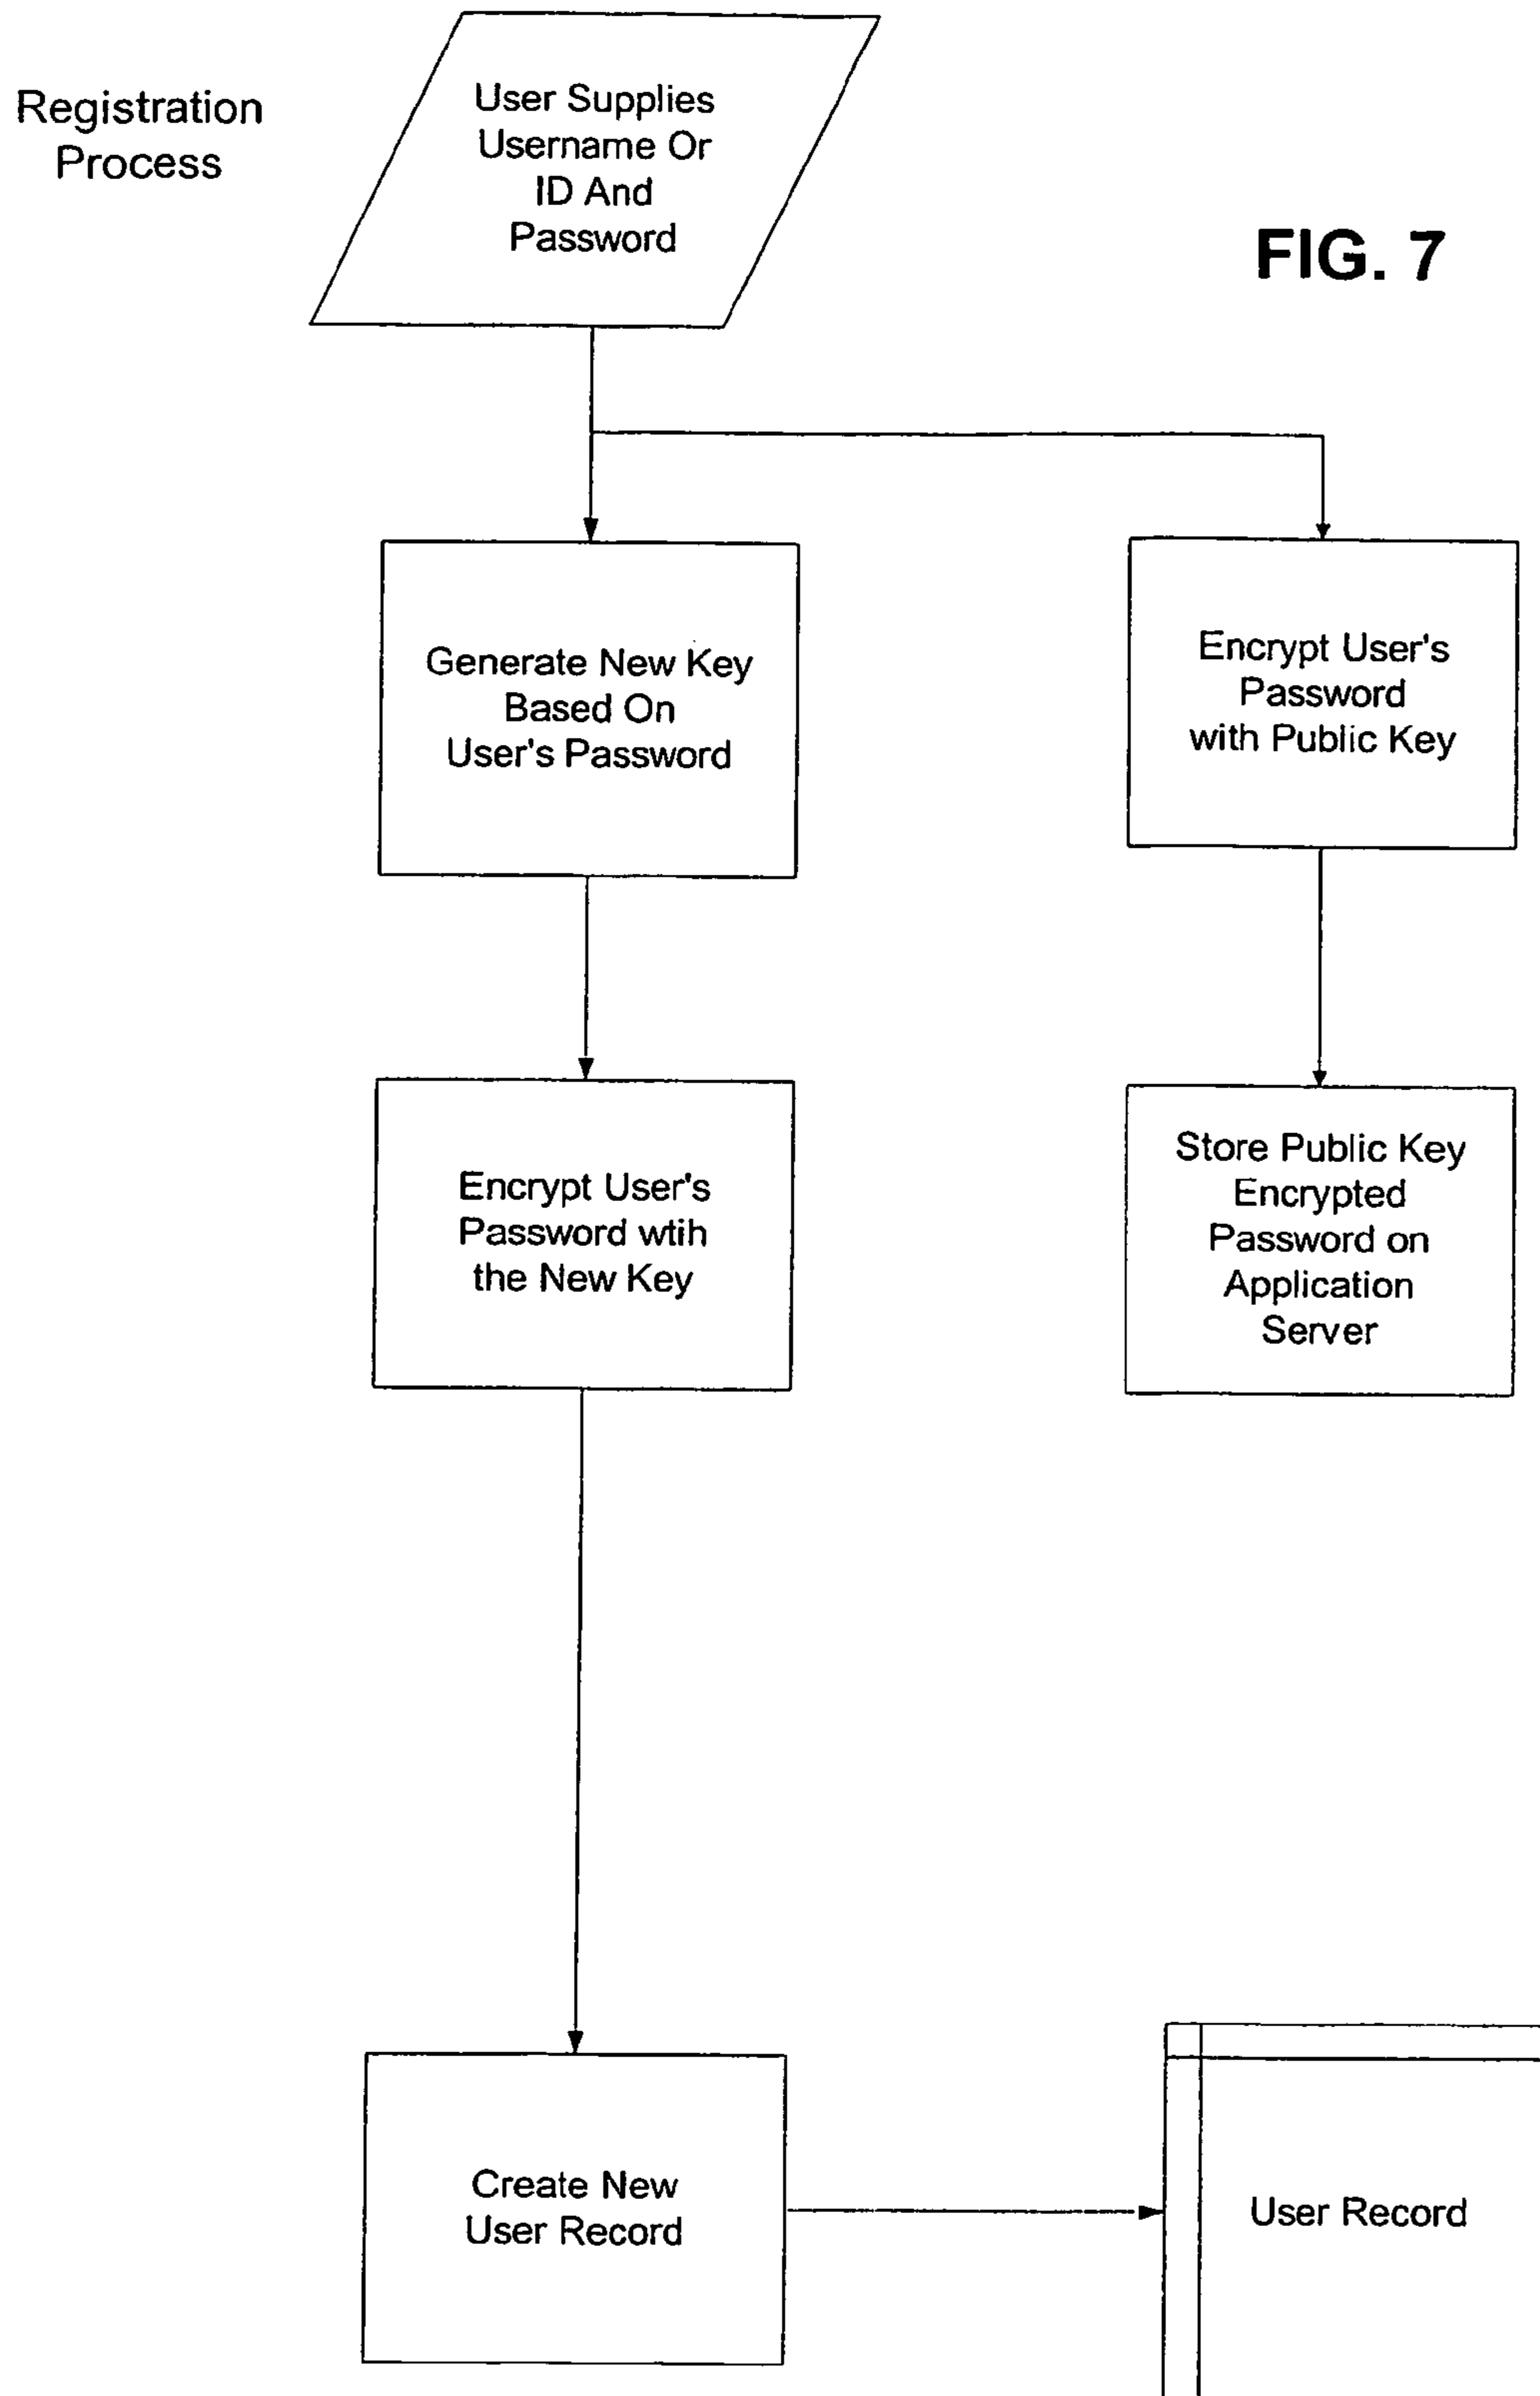 Registration
Process
User Supplies
Username Or
ID And
Password
FIG. 7
Generate New Key
Based On
User's Password
Encrypt User's
Password
with Public Key
Encrypt User's
Password wtih
the New Key
Store Public Key
Encrypted
Password on
Application
Server
Create New
User Record
User Record